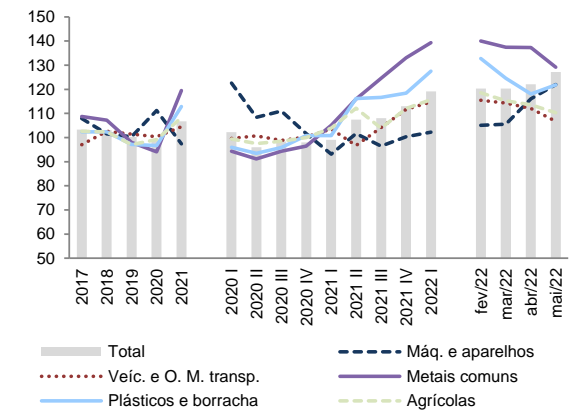 150
140
130
120
110
100
90
80
70
60
50
2017
2018
2019
2020
2021
2020 I
2020 II
2020 III
2020 IV
2021 I
2021 II
2021 III
2021 IV
2022 I
fev/22
mar/22
abr/22
mai/22
Total
Máq. e aparelhos
Veíc. e O. M. transp.
Metais comuns
Plásticos e borracha
Agrícolas